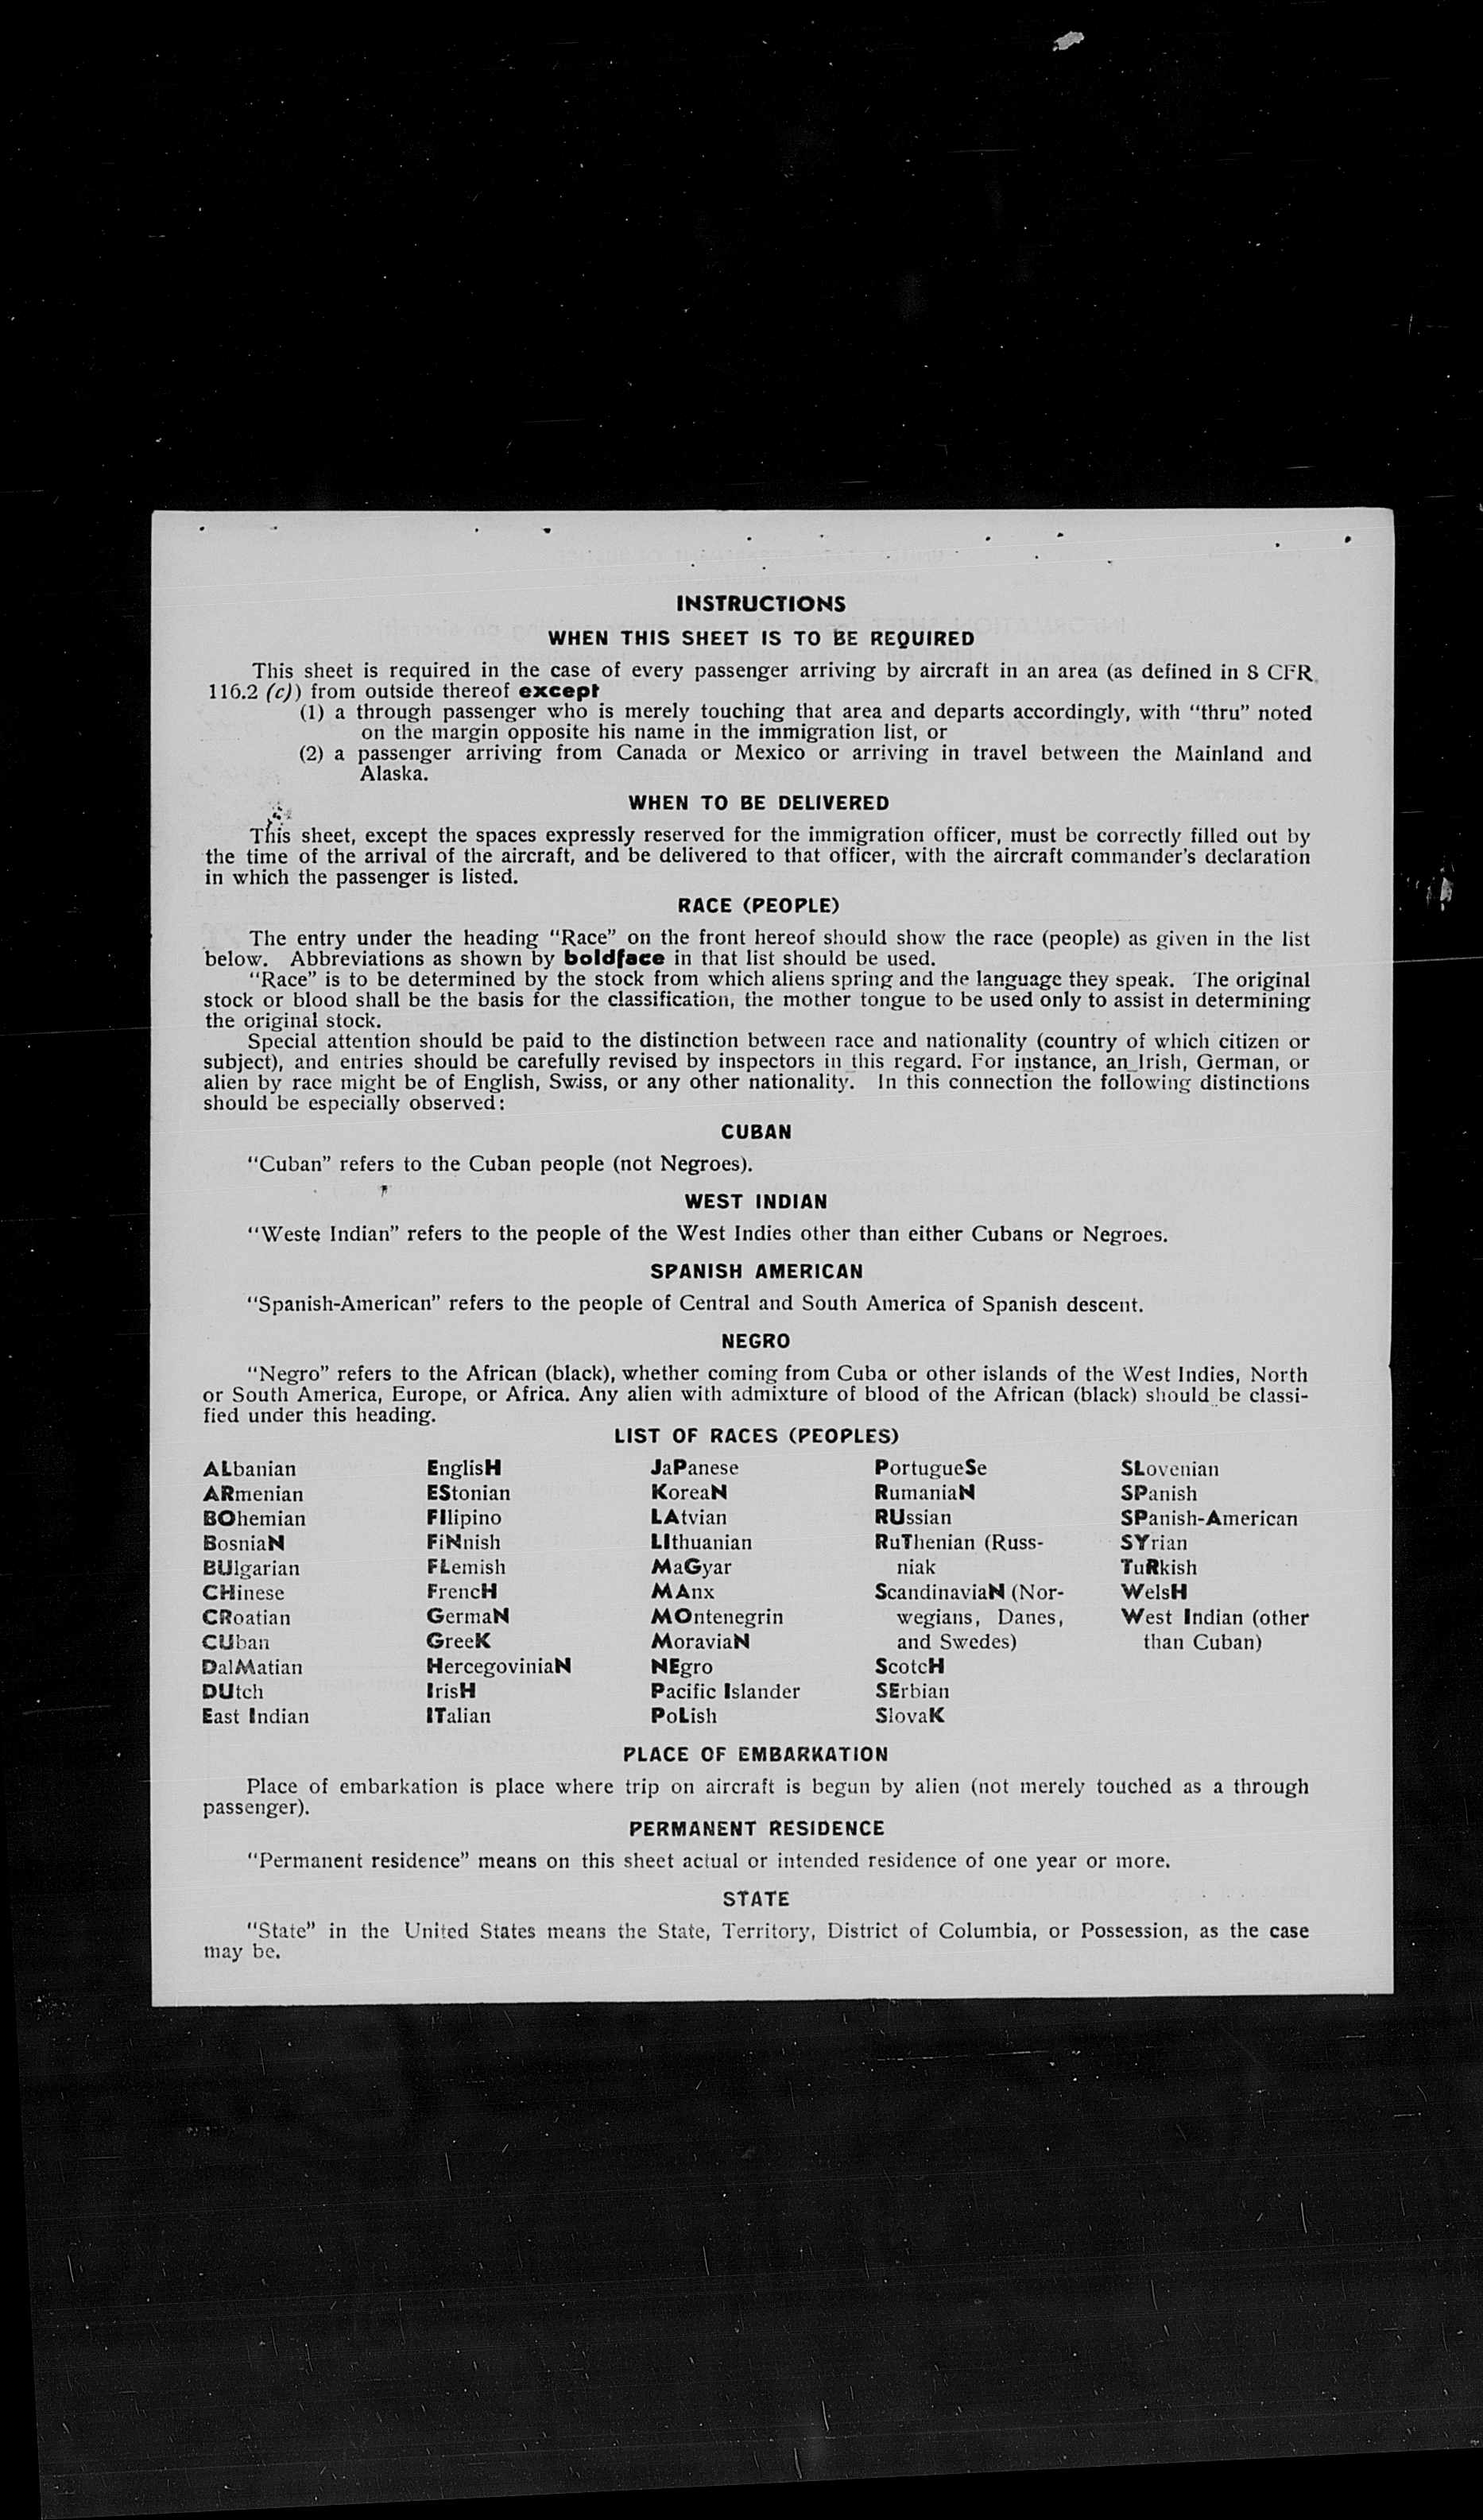 INSTRUCTIONS
WHEN THIS SHEET IS TO BE REQUIRED
This sheet is required in the case of every passenger arriving by aircraft in an area (as defined in 8 CFR
116.2 (c)) from outside thereof except
(1) a through passenger who is merely touching that area and departs accordingly, with "thru" noted
on the margin opposite his name in the immigration list, or
(2) a passenger arriving from Canada or Mexico or arriving in travel between the Mainland and
Alaska.
WHEN TO BE DELIVERED
This sheet, except the spaces expressly reserved for the immigration officer, must be correctly filled out by
the time of the arrival of the aircraft, and be delivered to that officer, with the aircraft commander's declaration
in which the passenger is listed.
RACE (PEOPLE)
The entry under the heading "Race" on the front hereof should show the race (people) as given in the list
below. Abbreviations as shown by boldface in that list should be used.
"Race" is to be determined by the stock from which aliens spring and the language they speak. The original
stock or blood shall be the basis for the classification, the mother tongue to be used only to assist in determining
the original stock.
Special attention should be paid to the distinction between race and nationality (country of which citizen or
subject), and entries should be carefully revised by inspectors in this regard. For instance, an Irish, German, or
alien by race might be of English, Swiss, or any other nationality. In this connection the following distinctions
should be especially observed:
CUBAN
"Cuban" refers to the Cuban people (not Negroes).
WEST INDIAN
"Weste Indian" refers to the people of the West Indies other than either Cubans or Negroes.
SPANISH AMERICAN
"Spanish-American" refers to the people of Central and South America of Spanish descent.
NEGRO
"Negro" refers to the African (black), whether coming from Cuba or other islands of the West Indies, North
or South America, Europe, or Africa. Any alien with admixture of blood of the African (black) should be classi-
fied under this heading.
LIST OF RACES (PEOPLES)
ALbanian
ARmenian
BOhemian
BosniaN
BUlgarian
CHinese
CRoatian
CUban
DalMatian
DUtch
East Indian
EnglisH
EStonian
FIlipino
FiNnish
FLemish
FrencH
GermaN
GreeK
HercegoviniaN
IrisH
ITalian
JaPanese
KoreaN
LAtvian
LIthuanian
MaGyar
MAnx
MOntenegrin
MoraviaN
NEgro
Pacific Islander
PoLish
PortugueSe
RumaniaN
RUssian
RuThenian (Russ-
niak
ScandinaviaN (Nor-
wegians, Danes,
and Swedes)
ScotcH
SErbian
SlovaK
SLovenian
SPanish
SPanish-American
SYrian
TuRkish
WelsH
West Indian (other
than Cuban)
PLACE OF EMBARKATION
Place of embarkation is place where trip on aircraft is begun by alien (not merely touched as a through
passenger).
PERMANENT RESIDENCE
"Permanent residence" means on this sheet actual or intended residence of one year or more.
STATE
"State" in the United States means the State, Territory, District of Columbia, or Possession, as the case
may be.